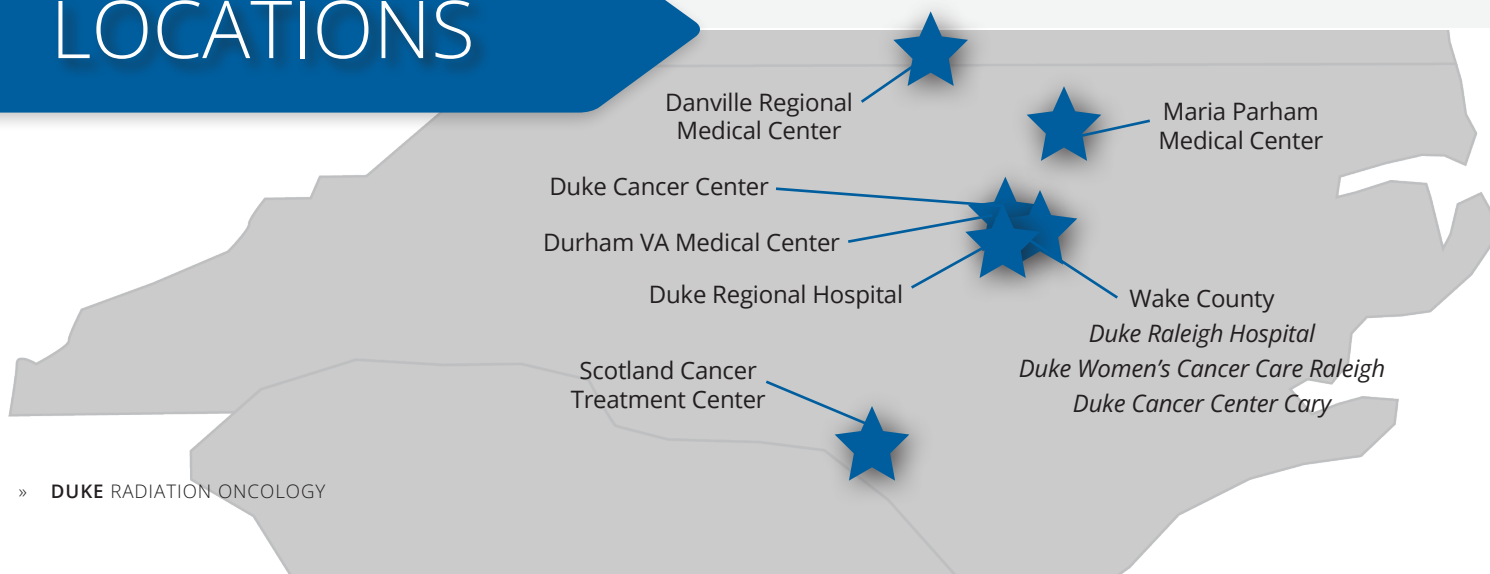 LOCATIONS
Danville Regional
Medical Center
Maria Parham
Medical Center
Duke Cancer Center
Durham VA Medical Center
Duke Regional Hospital
Wake County
Duke Raleigh Hospital
Duke Women’s Cancer Care Raleigh
Duke Cancer Center Cary
Scotland Cancer
Treatment Center
» DUKE RADIATION ONCOLOGY